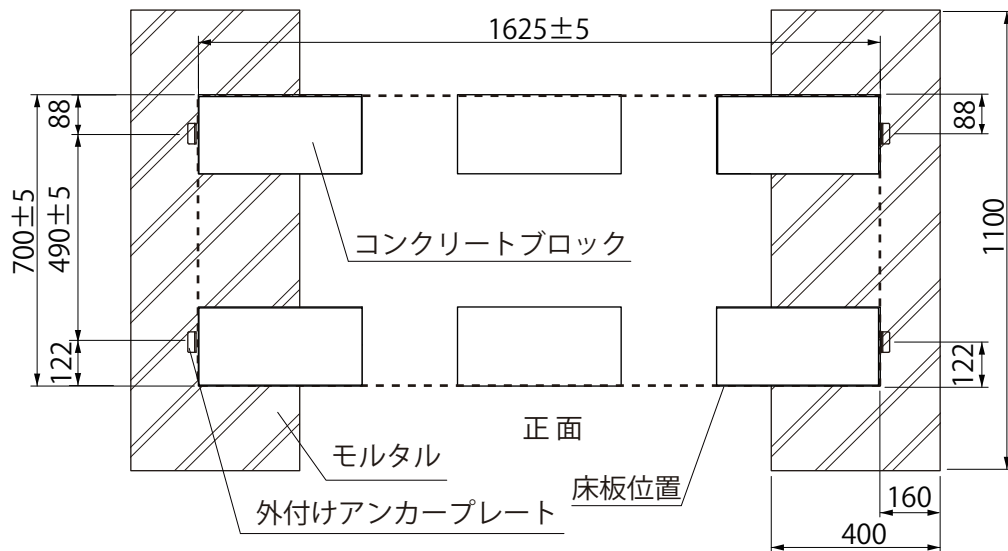 1625±5
88
88
700±5
490±5
1100
コンクリートブロック
122
122
正 面
モルタル
床板位置
160
外付けアンカープレート
400